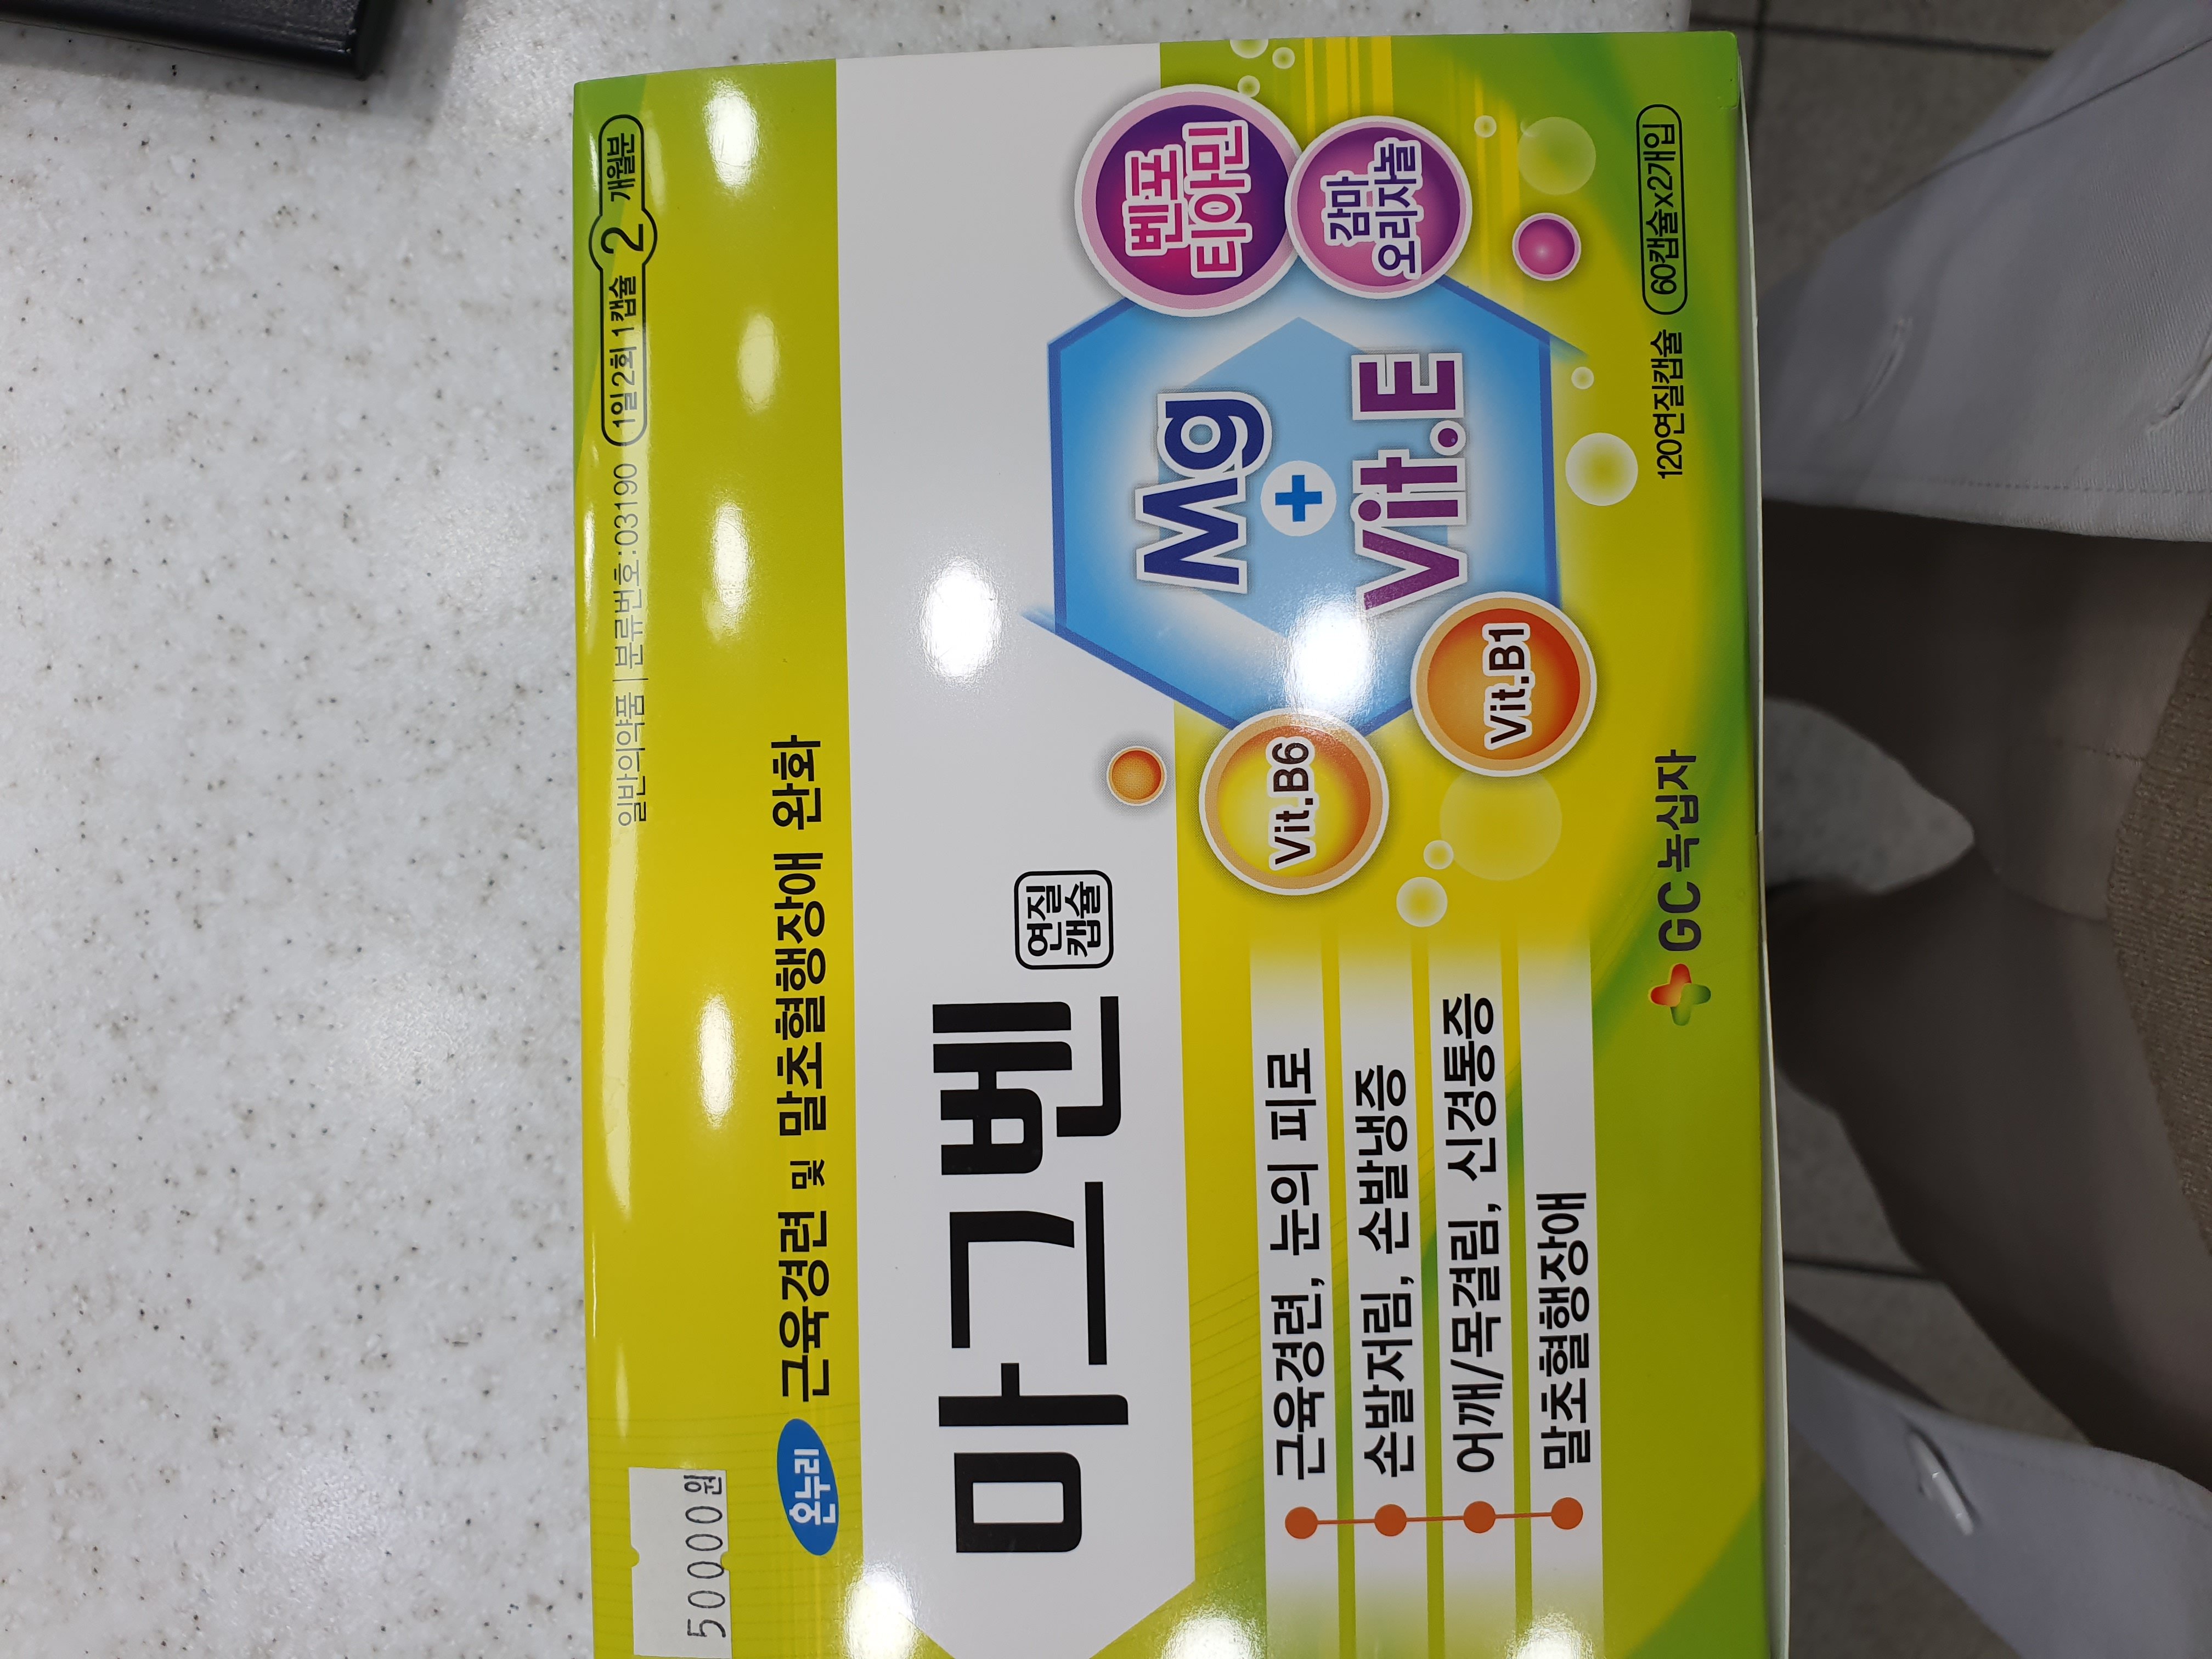 50000원
일반의약품 | 분류번호:03190 1일 2회 1캡슐 2 개월분
온누리 근육경련 및 말초혈행장애 완화
마그벤
연질
캡슐
벤포
티아민
감마
오리자놀
Mg
+
Vit.E
Vit.B6
Vit.B1
근육경련, 눈의 피로
손발저림, 손발냉증
어깨/목결림, 신경통증
말초혈행장애
GC녹십자
120연질캡슐 60캡슐x2개입